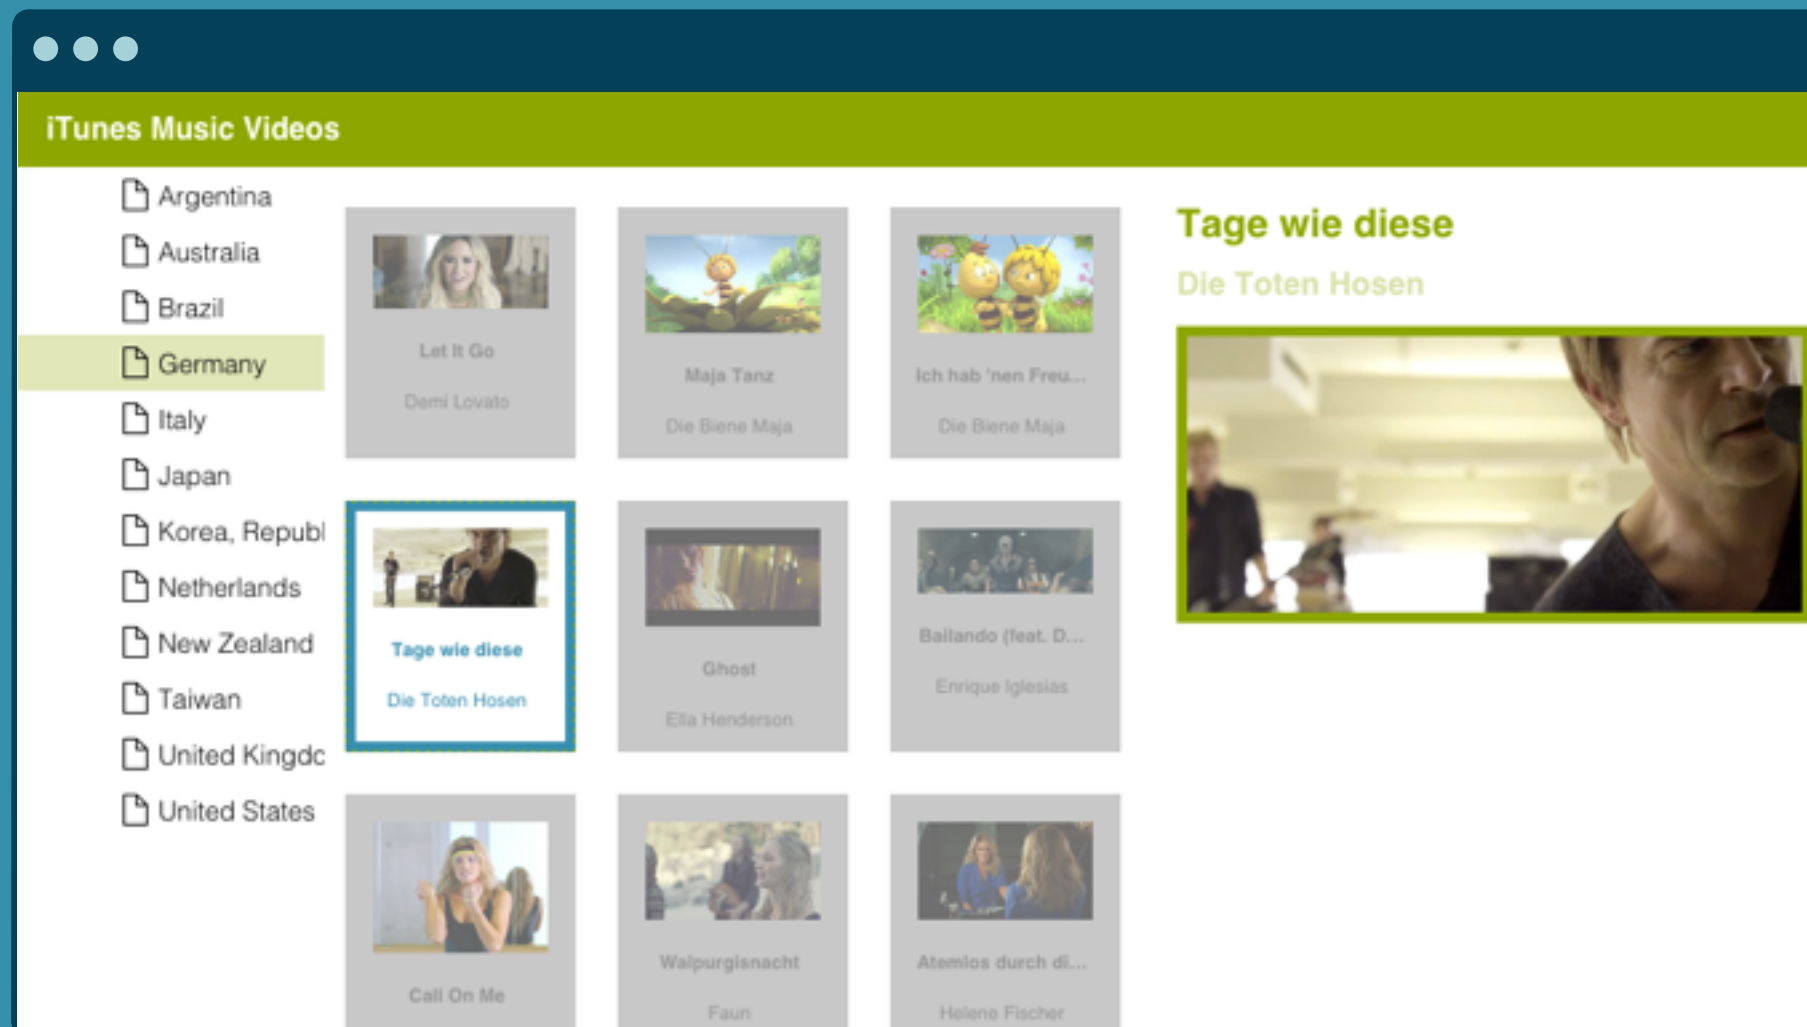 iTunes Music Videos
Argentina
Australia
Brazil
Germany
Italy
Japan
Korea, Republ
Netherlands
New Zealand
Taiwan
United Kingdo
United States
Let It Go
Demi Lovato
Maja Tanz
Die Biene Maja
Ich hab 'nen Freu...
Die Biene Maja
Tage wie diese
Die Toten Hosen
Ghost
Ella Henderson
Bailando (feat. D...
Enrique Iglesias
Call On Me
Walpurgisnacht
Faun
Atemlos durch di...
Helene Fischer
Tage wie diese
Die Toten Hosen